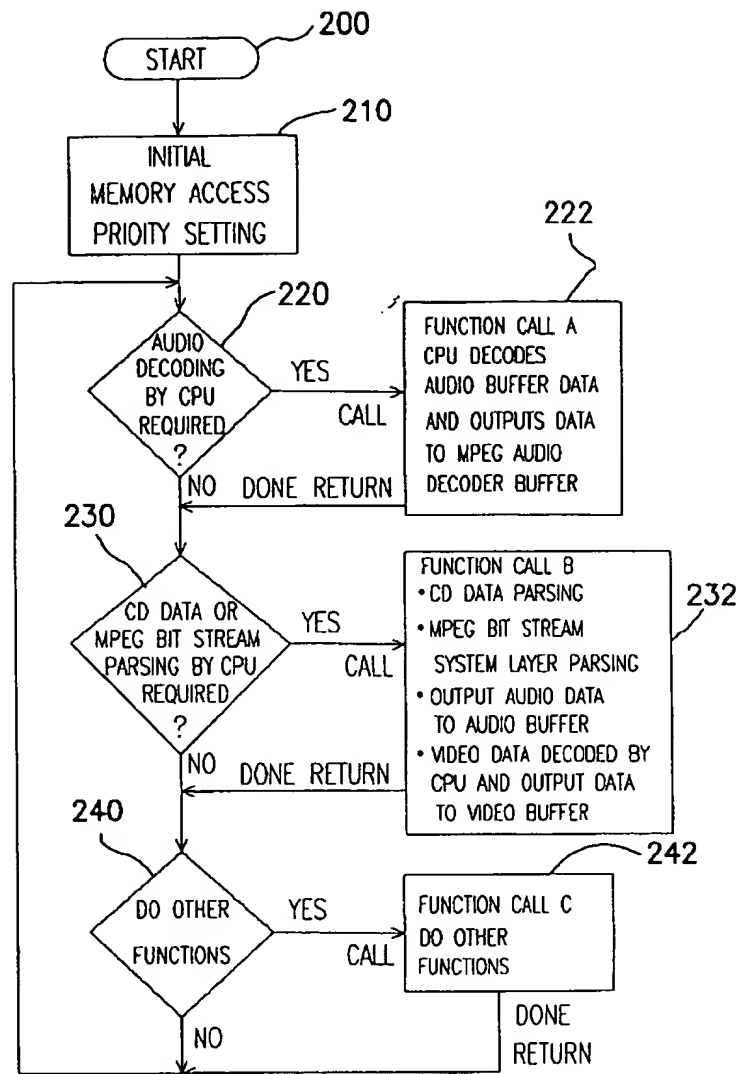 200
START
210
INITIAL
MEMORY ACCESS
PRIOITY SETTING
222
220
AUDIO
DECODING
BY CPU
REQUIRED
?
YES
CALL
FUNCTION CALL A
CPU DECODES
AUDIO BUFFER DATA
AND OUTPUTS DATA
TO MPEG AUDIO
DECODER BUFFER
NO
DONE RETURN
230
CD DATA OR
MPEG BIT STREAM
PARSING BY CPU
REQUIRED
?
YES
CALL
FUNCTION CALL B
• CD DATA PARSING
• MPEG BIT STREAM
SYSTEM LAYER PARSING
• OUTPUT AUDIO DATA
TO AUDIO BUFFER
• VIDEO DATA DECODED BY
CPU AND OUTPUT DATA
TO VIDEO BUFFER
232
NO
DONE RETURN
240
DO OTHER
FUNCTIONS
YES
CALL
242
FUNCTION CALL C
DO OTHER
FUNCTIONS
NO
DONE
RETURN